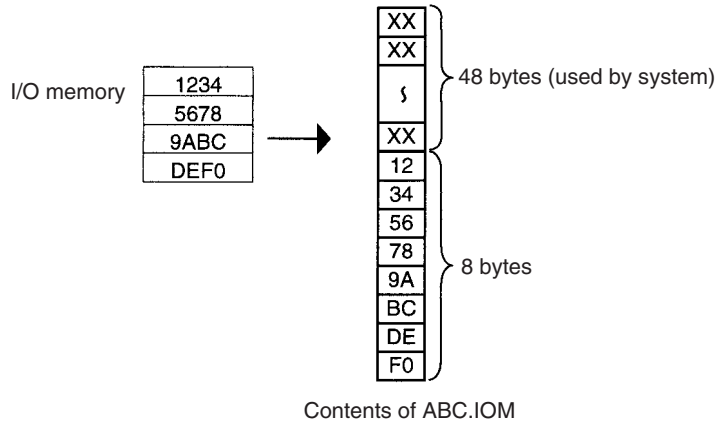 XX
XX
XX
48 bytes (used by system)
I/O memory
1234
5678
9ABC
DEF0
12
34
56
78
9A
BC
DE
F0
8 bytes
Contents of ABC.IOM